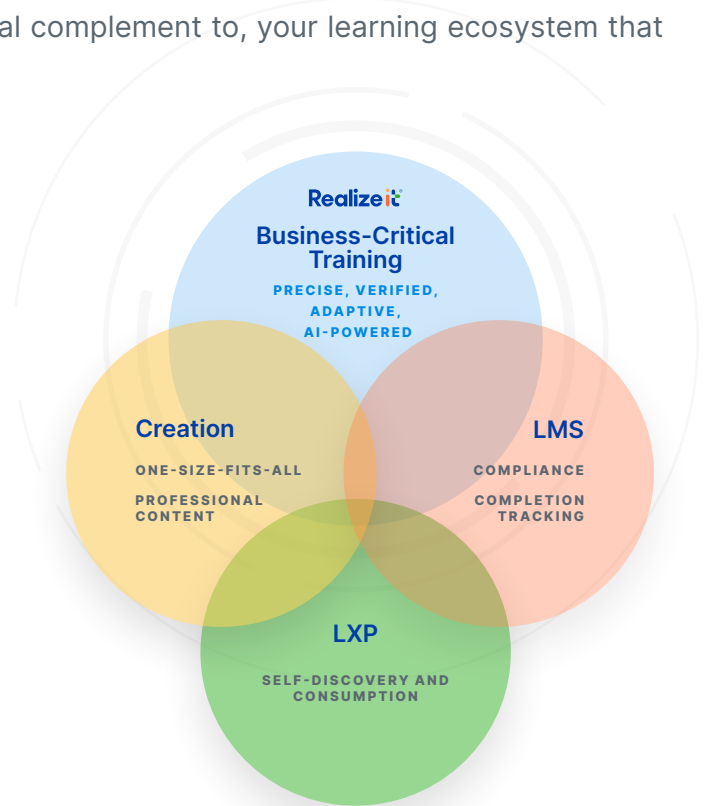 al complement to, your learning ecosystem that
Realizeit
Business-Critical
Training
PRECISE, VERIFIED,
ADAPTIVE,
AI-POWERED
Creation
ONE-SIZE-FITS-ALL
PROFESSIONAL
CONTENT
LMS
COMPLIANCE
COMPLETION
TRACKING
LXP
SELF-DISCOVERY AND
CONSUMPTION